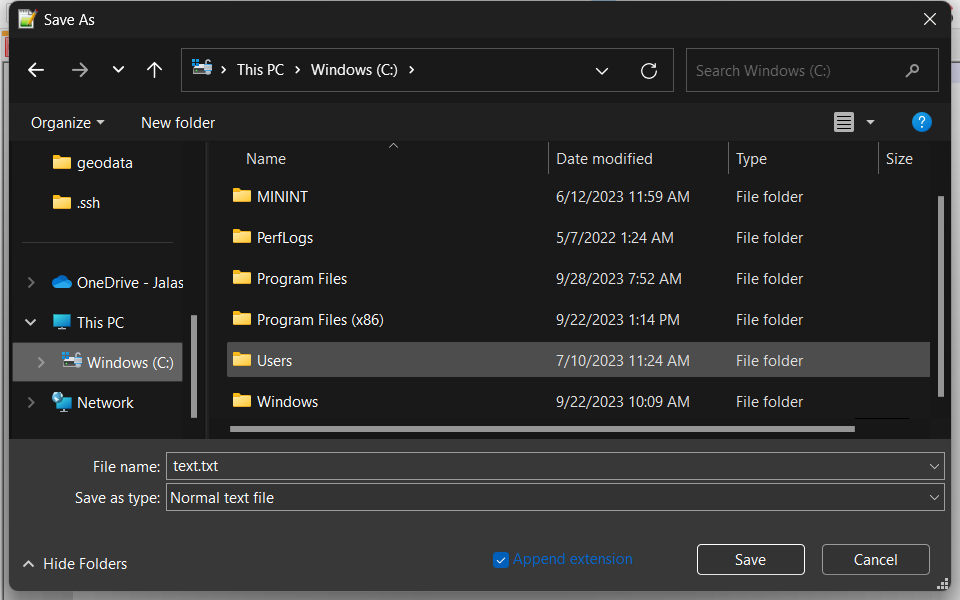 Save As
This PC Windows (C:)
Search Windows (C:)
Organize New folder ?
Name Date modified Type Size
geodata
.ssh
OneDrive - Jalas
This PC
Windows (C:)
Network
MININT 6/12/2023 11:59 AM File folder
PerfLogs 5/7/2022 1:24 AM File folder
Program Files 9/28/2023 7:52 AM File folder
Program Files (x86) 9/22/2023 1:14 PM File folder
Users 7/10/2023 11:24 AM File folder
Windows 9/22/2023 10:09 AM File folder
File name: text.txt
Save as type: Normal text file
Hide Folders Append extension Save Cancel